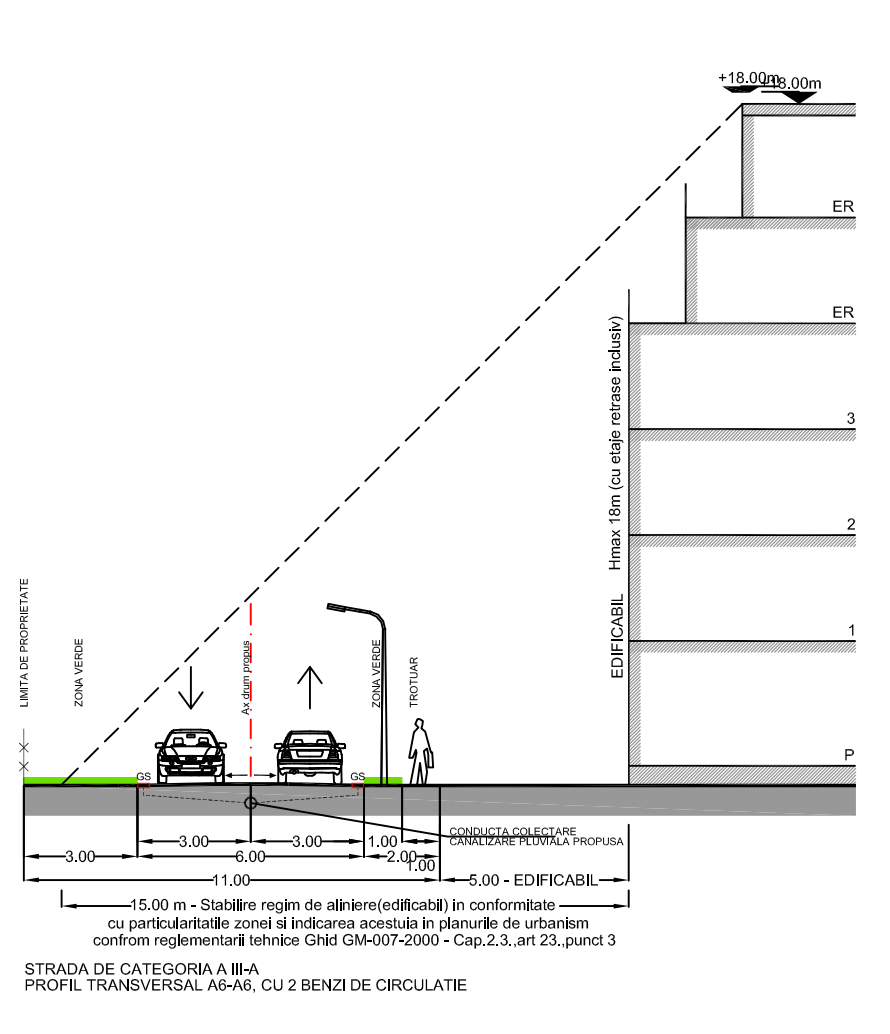 +18.00m
+18.00m
ER
ER
3
2
1
P
Hmax 18m (cu etaje retrase inclusiv)
EDIFICABIL
LIMITA DE PROPRIETATE
ZONA VERDE
Ax drum propus
ZONA VERDE
TROTUAR
GS
GS
CONDUCTA COLECTARE
CANALIZARE PLUVIALA PROPUSA
3.00
3.00
1.00
3.00
6.00
2.00
1.00
11.00
5.00 - EDIFICABIL
15.00 m - Stabilire regim de aliniere(edificabil) in conformitate
cu particularitatile zonei si indicarea acestuia in planurile de urbanism
confrom reglementarii tehnice Ghid GM-007-2000 - Cap.2.3.,art 23.,punct 3
STRADA DE CATEGORIA A III-A
PROFIL TRANSVERSAL A6-A6, CU 2 BENZI DE CIRCULATIE